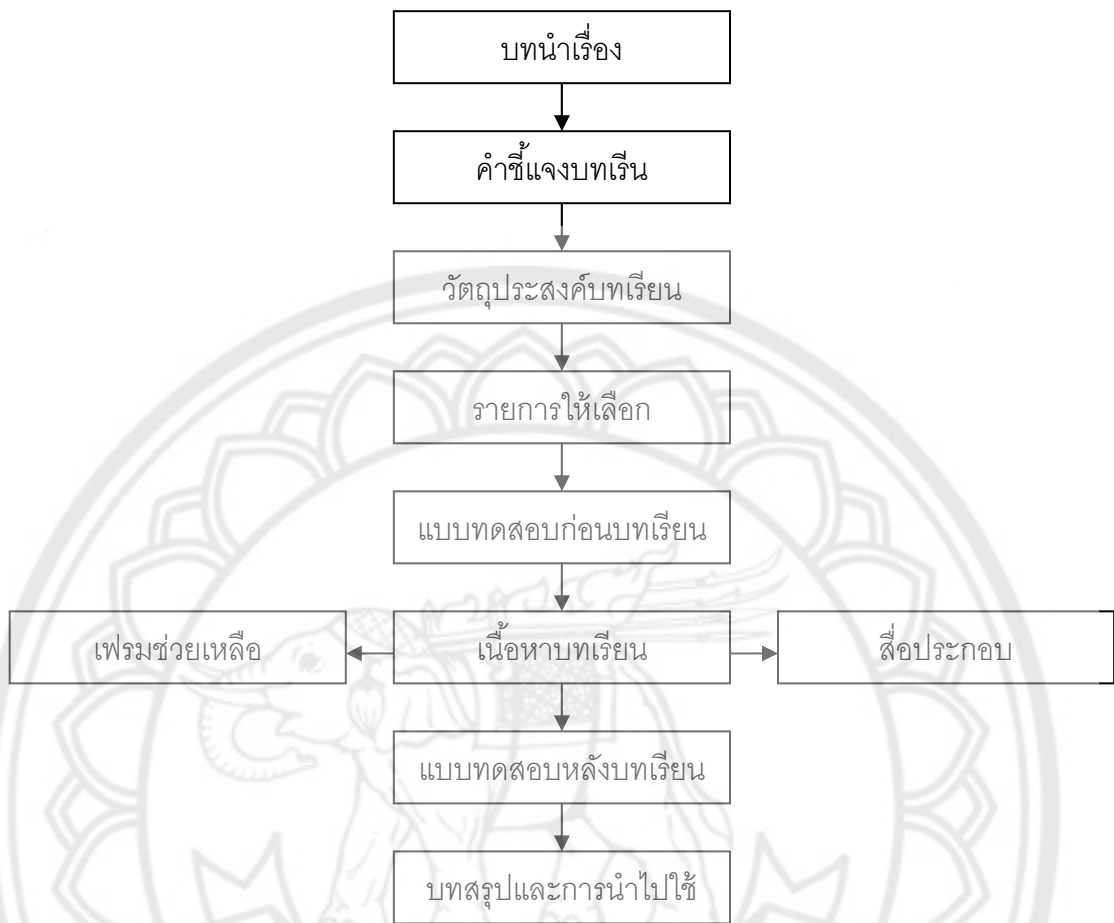 บทนำเรื่อง
คำชี้แจงบทเรีน
วัตถุประสงค์บทเรียน
รายการให้เลือก
แบบทดสอบก่อนบทเรียน
เฟรมช่วยเหลือ
เนื้อหาบทเรียน
สื่อประกอบ
แบบทดสอบหลังบทเรียน
บทสรุปและการนำไปใช้